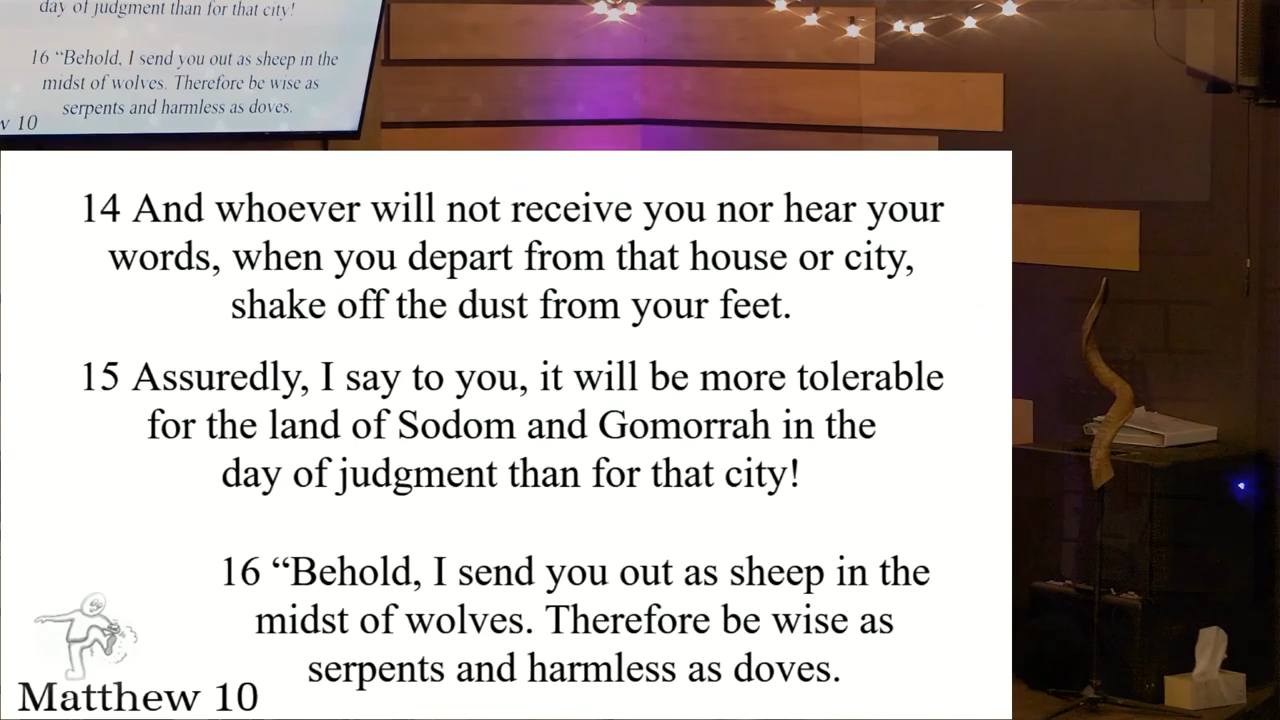 day of judgment than for that city!
16 “Behold, I send you out as sheep in the
midst of wolves. Therefore be wise as
serpents and harmless as doves.
10
14 And whoever will not receive you nor hear your
words, when you depart from that house or city,
shake off the dust from your feet.
15 Assuredly, I say to you, it will be more tolerable
for the land of Sodom and Gomorrah in the
day of judgment than for that city!
16 “Behold, I send you out as sheep in the
midst of wolves. Therefore be wise as
serpents and harmless as doves.
Matthew 10